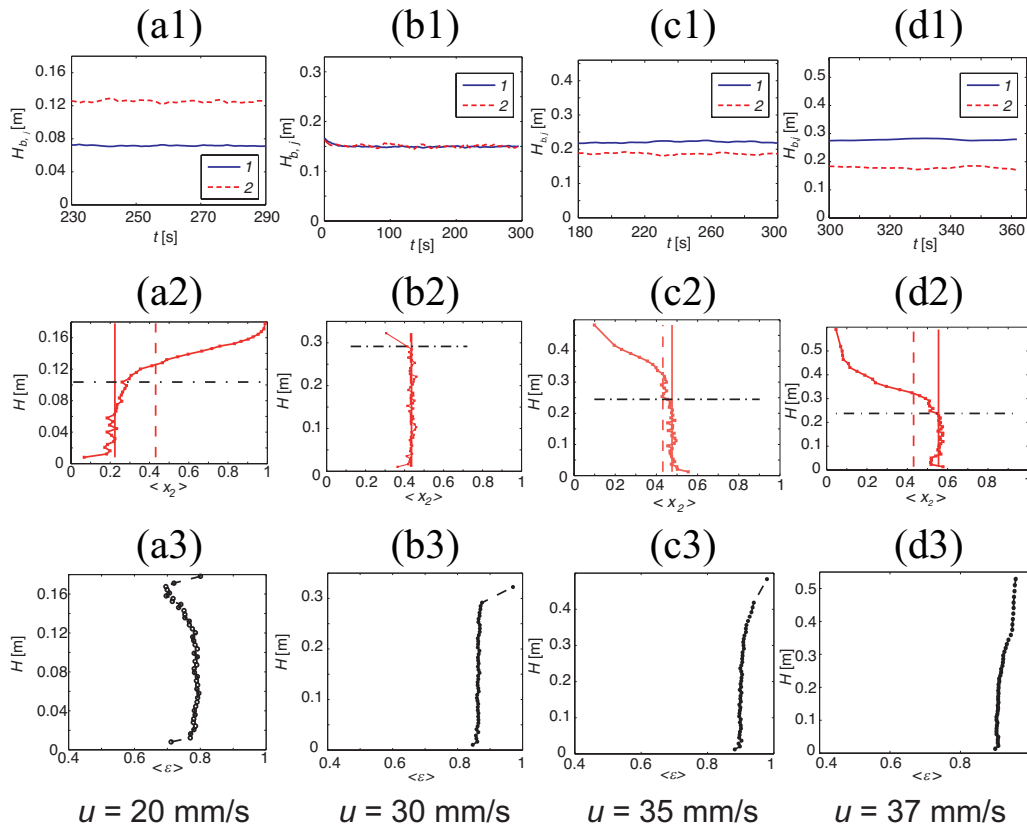 (a1) (b1) (c1) (d1)
0.16 0.12 0.08 0.04 0
H_{b, j} [m]
1
2
230 250 270 290
t [s]
0.3 0.2 0.1 0
H_{b, j} [m]
1
2
0 100 200 300
t [s]
0.4 0.3 0.2 0.1 0
H_{b,j} [m]
1
2
180 220 260 300
t [s]
0.5 0.4 0.3 0.2 0.1 0
H_{b,j} [m]
1
2
300 320 340 360
t [s]
(a2) (b2) (c2) (d2)
0.16 0.12 0.08 0.04 0
H [m]
0 0.2 0.4 0.6 0.8 1
< x_2 >
0.3 0.2 0.1 0
H [m]
0 0.2 0.4 0.6 0.8 1
< x_2 >
0.5 0.4 0.3 0.2 0.1 0
H [m]
0 0.2 0.4 0.6 0.8 1
< x_2 >
0.5 0.4 0.3 0.2 0.1 0
H [m]
0 0.2 0.4 0.6 0.8 1
< x_2 >
(a3) (b3) (c3) (d3)
0.16 0.12 0.08 0.04 0
H [m]
0.4 0.6 0.8 1
<ε>
0.3 0.2 0.1 0
H [m]
0.4 0.6 0.8 1
<ε>
0.5 0.4 0.3 0.2 0.1 0
H [m]
0.4 0.6 0.8 1
<ε>
0.5 0.4 0.3 0.2 0.1 0
H [m]
0.4 0.6 0.8 1
<ε>
u = 20 mm/s u = 30 mm/s u = 35 mm/s u = 37 mm/s